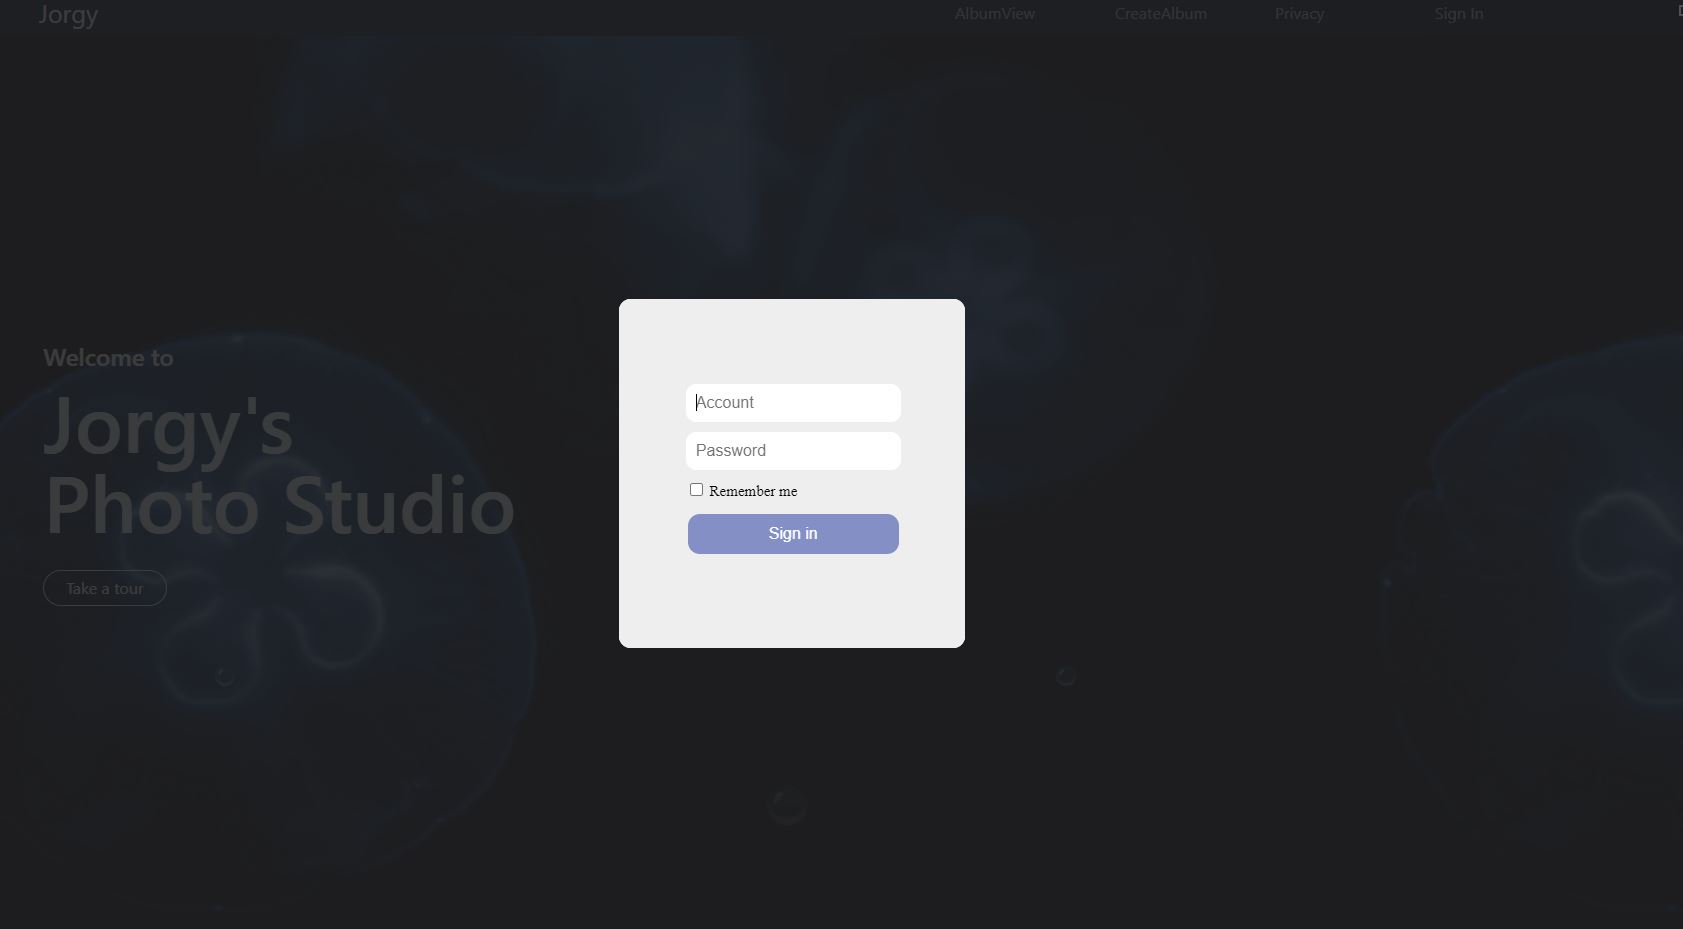 Jorgy
AlbumView
CreateAlbum
Privacy
Sign In
Welcome to
Jorgy's
Photo Studio
Take a tour
Account
Password
Remember me
Sign in